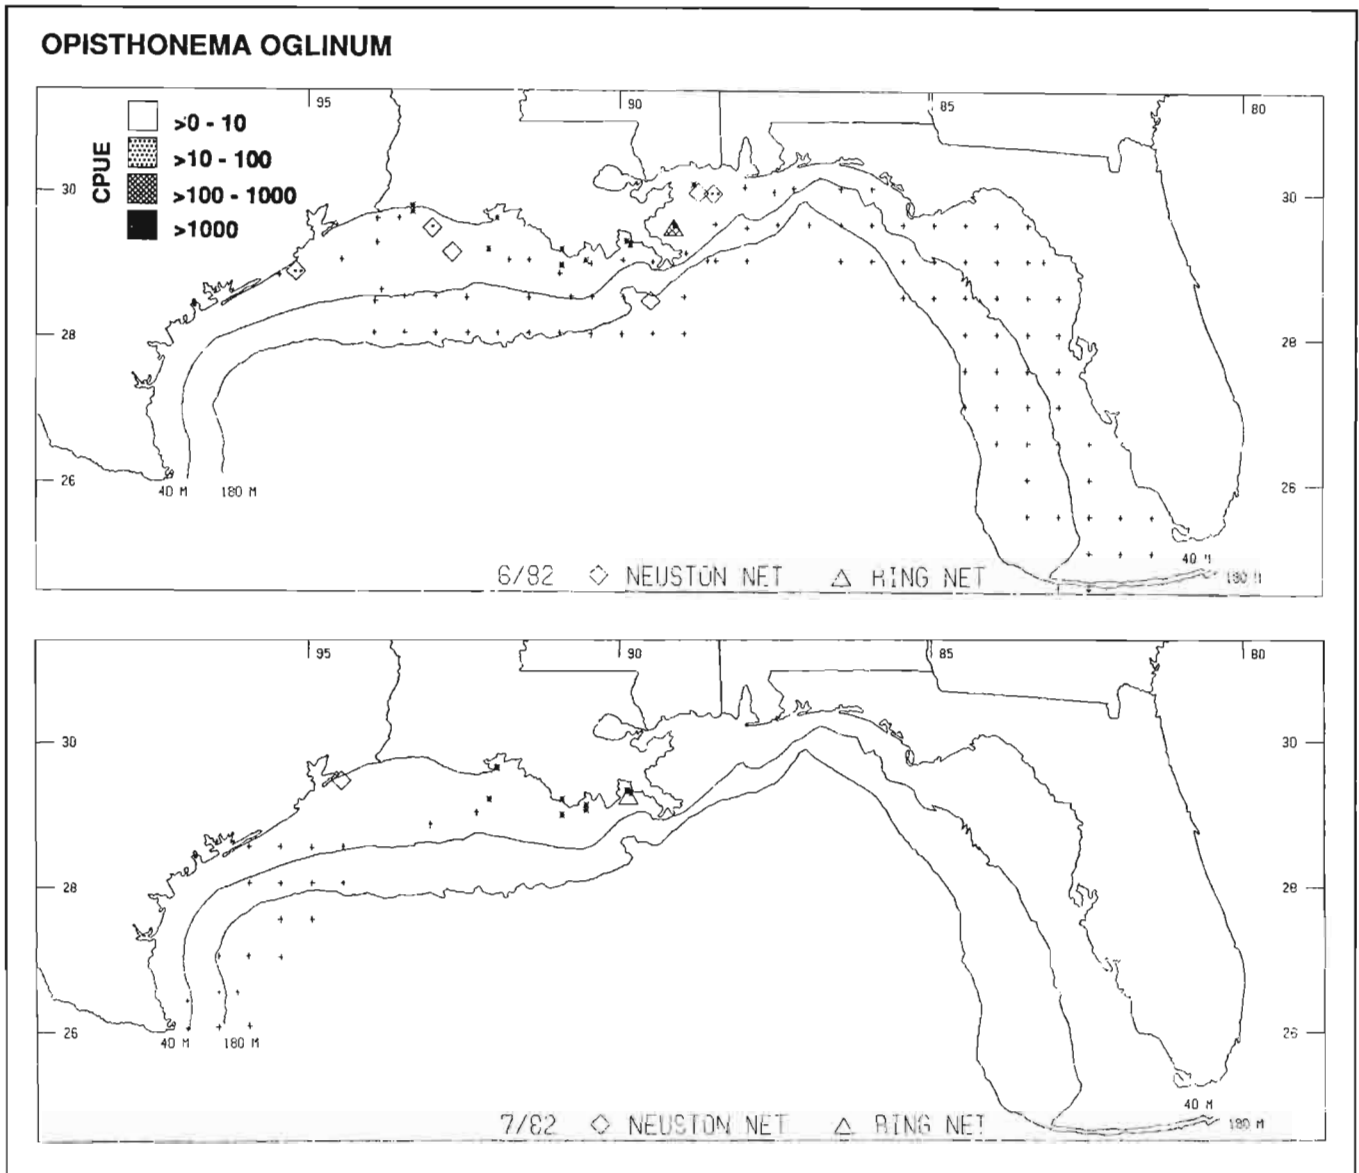 OPISTHONEMA OGLINUM
95 90 85 80
CPUE
>0 - 10
>10 - 100
>100 - 1000
>1000
30 30
28 28
26 26
40 M 180 M
40 M
180 M
6/82 NEUSTON NET RING NET
95 90 85 80
30 30
28 28
26 26
40 M 180 M
40 M
180 M
7/82 NEUSTON NET RING NET